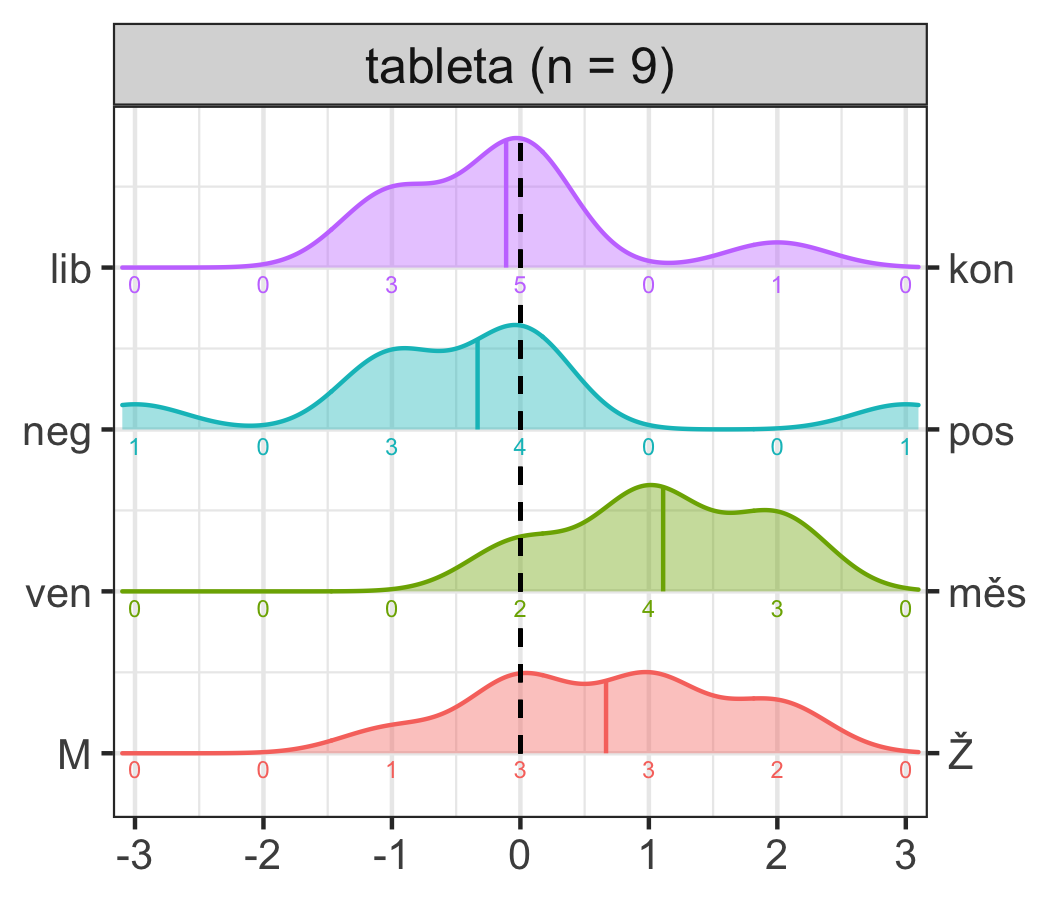 tableta (n = 9)
lib kon
0 0 3 5 0 1 0
neg pos
1 0 3 4 0 0 1
ven měs
0 0 0 2 4 3 0
M Ž
0 0 1 3 3 2 0
-3 -2 -1 0 1 2 3